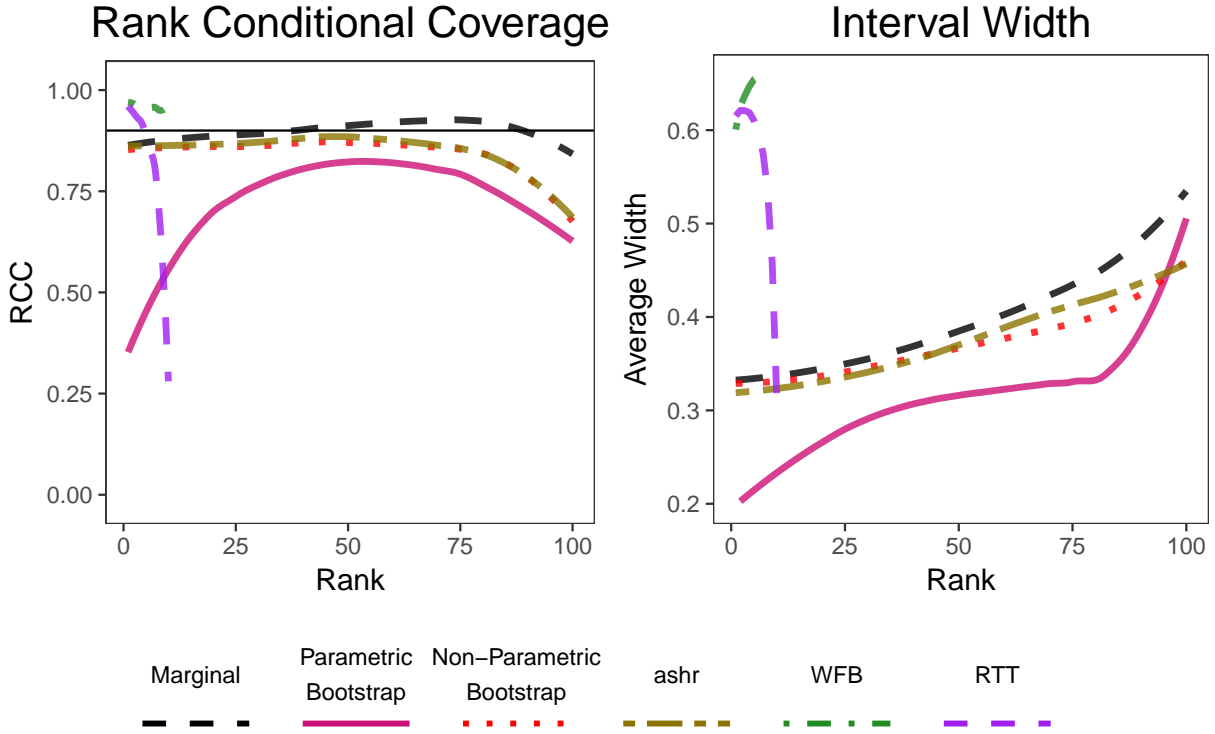 Rank Conditional Coverage
Interval Width
RCC
1.00
0.75
0.50
0.25
0.00
0
25
50
75
100
Rank
Average Width
0.6
0.5
0.4
0.3
0.2
0
25
50
75
100
Rank
Marginal
Parametric
Bootstrap
Non−Parametric
Bootstrap
ashr
WFB
RTT